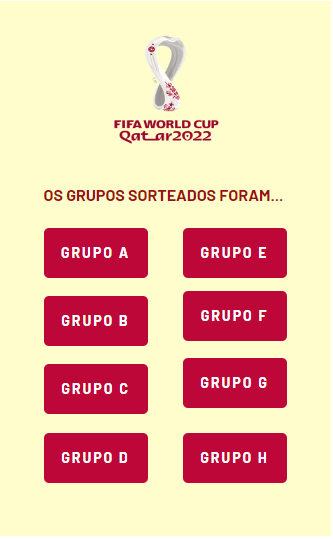 FIFA WORLD CUP
Qatar2022
OS GRUPOS SORTEADOS FORAM...
GRUPO A
GRUPO E
GRUPO B
GRUPO F
GRUPO C
GRUPO G
GRUPO D
GRUPO H